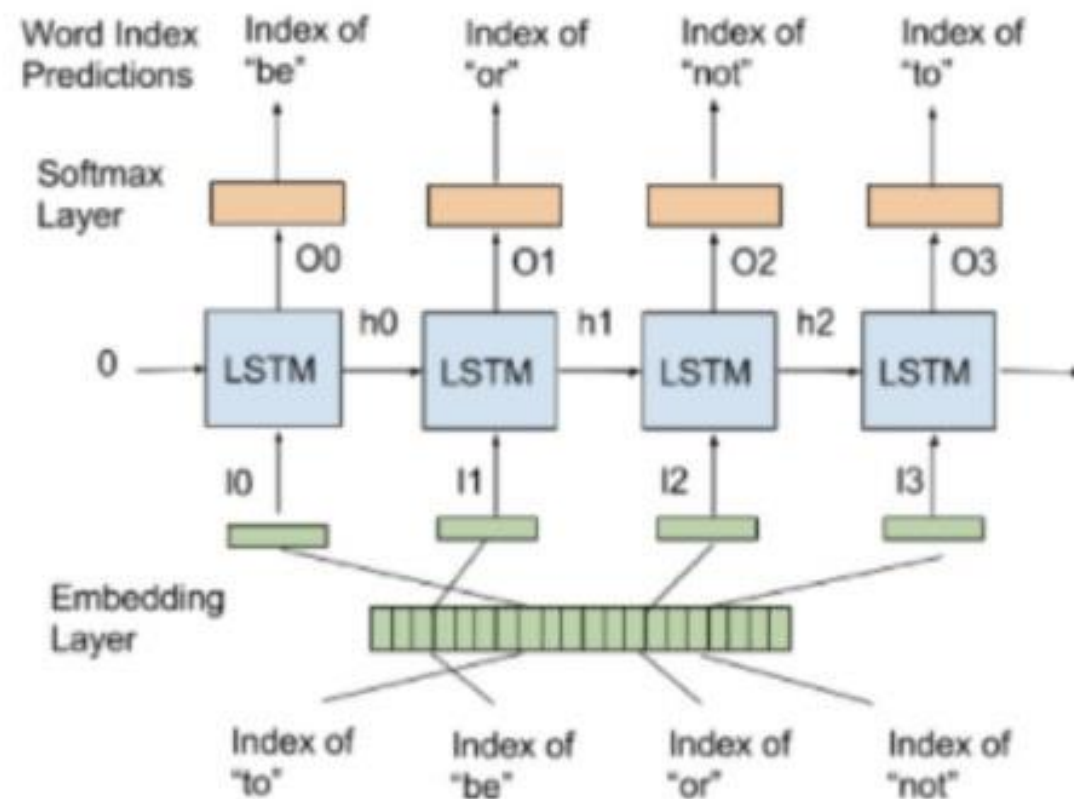 Word Index
Predictions
Index of
"be"
Index of
"or"
Index of
"not"
Index of
"to"
Softmax
Layer
O0
O1
O2
O3
0
LSTM
h0
LSTM
h1
LSTM
h2
LSTM
I0
I1
I2
I3
Embedding
Layer
Index of
"to"
Index of
"be"
Index of
"or"
Index of
"not"